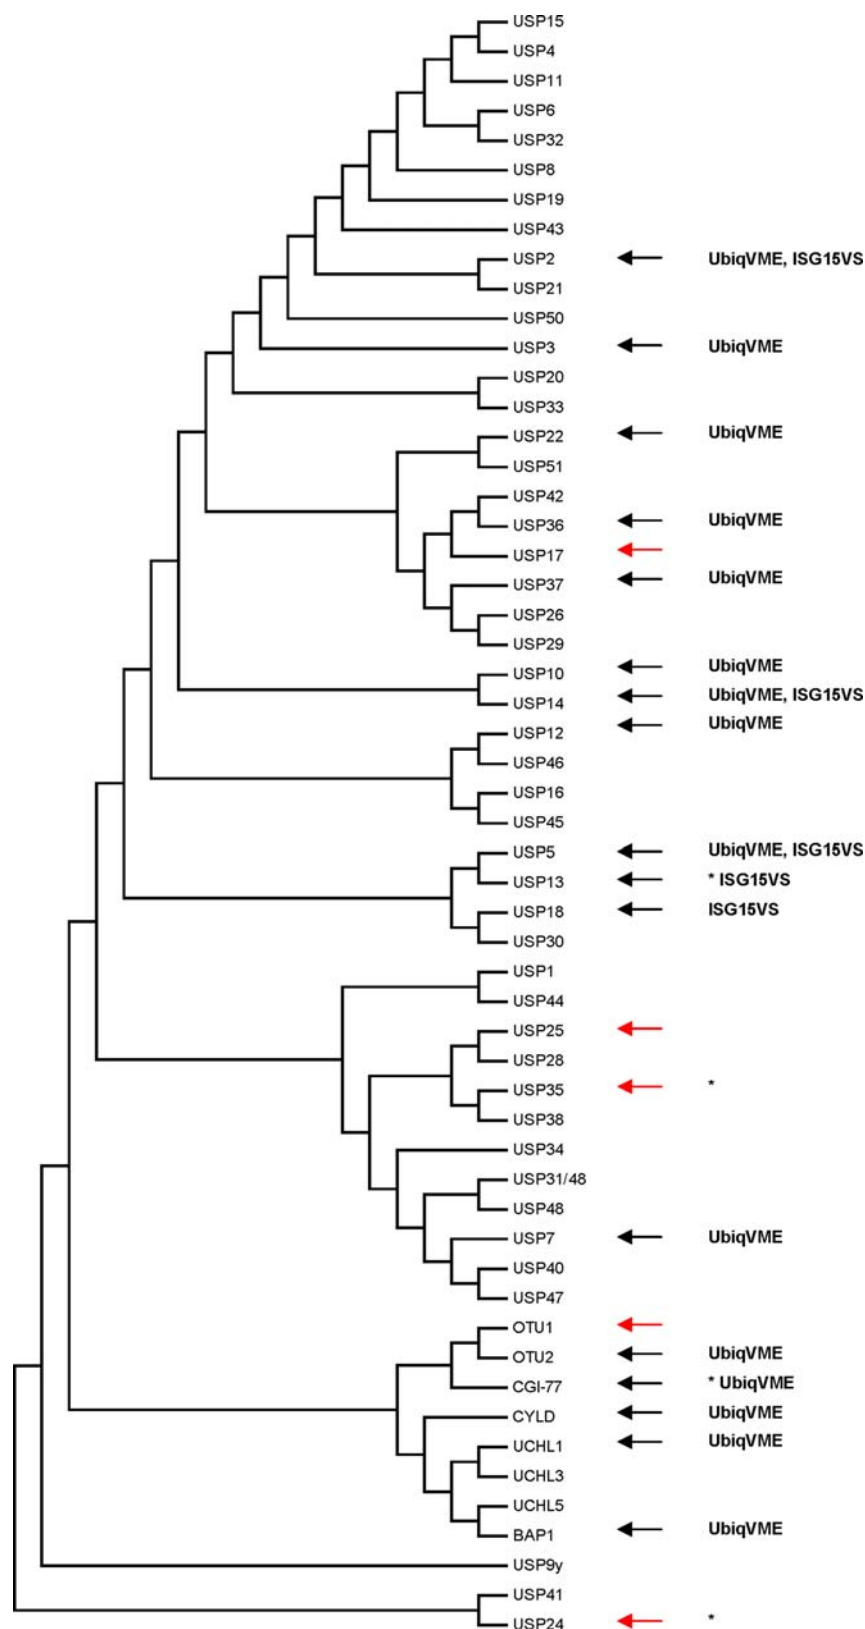 USP15
USP4
USP11
USP6
USP32
USP8
USP19
USP43
USP2 UbiqVME, ISG15VS
USP21
USP50
USP3 UbiqVME
USP20
USP33
USP22 UbiqVME
USP51
USP42
USP36 UbiqVME
USP17
USP37 UbiqVME
USP26
USP29
USP10 UbiqVME
USP14 UbiqVME, ISG15VS
USP12 UbiqVME
USP46
USP16
USP45
USP5 UbiqVME, ISG15VS
USP13 * ISG15VS
USP18 ISG15VS
USP30
USP1
USP44
USP25
USP28
USP35 *
USP38
USP34
USP31/48
USP48
USP7 UbiqVME
USP40
USP47
OTU1
OTU2 UbiqVME
CGI-77 * UbiqVME
CYLD UbiqVME
UCHL1 UbiqVME
UCHL3
UCHL5
BAP1 UbiqVME
USP9y
USP41
USP24 *